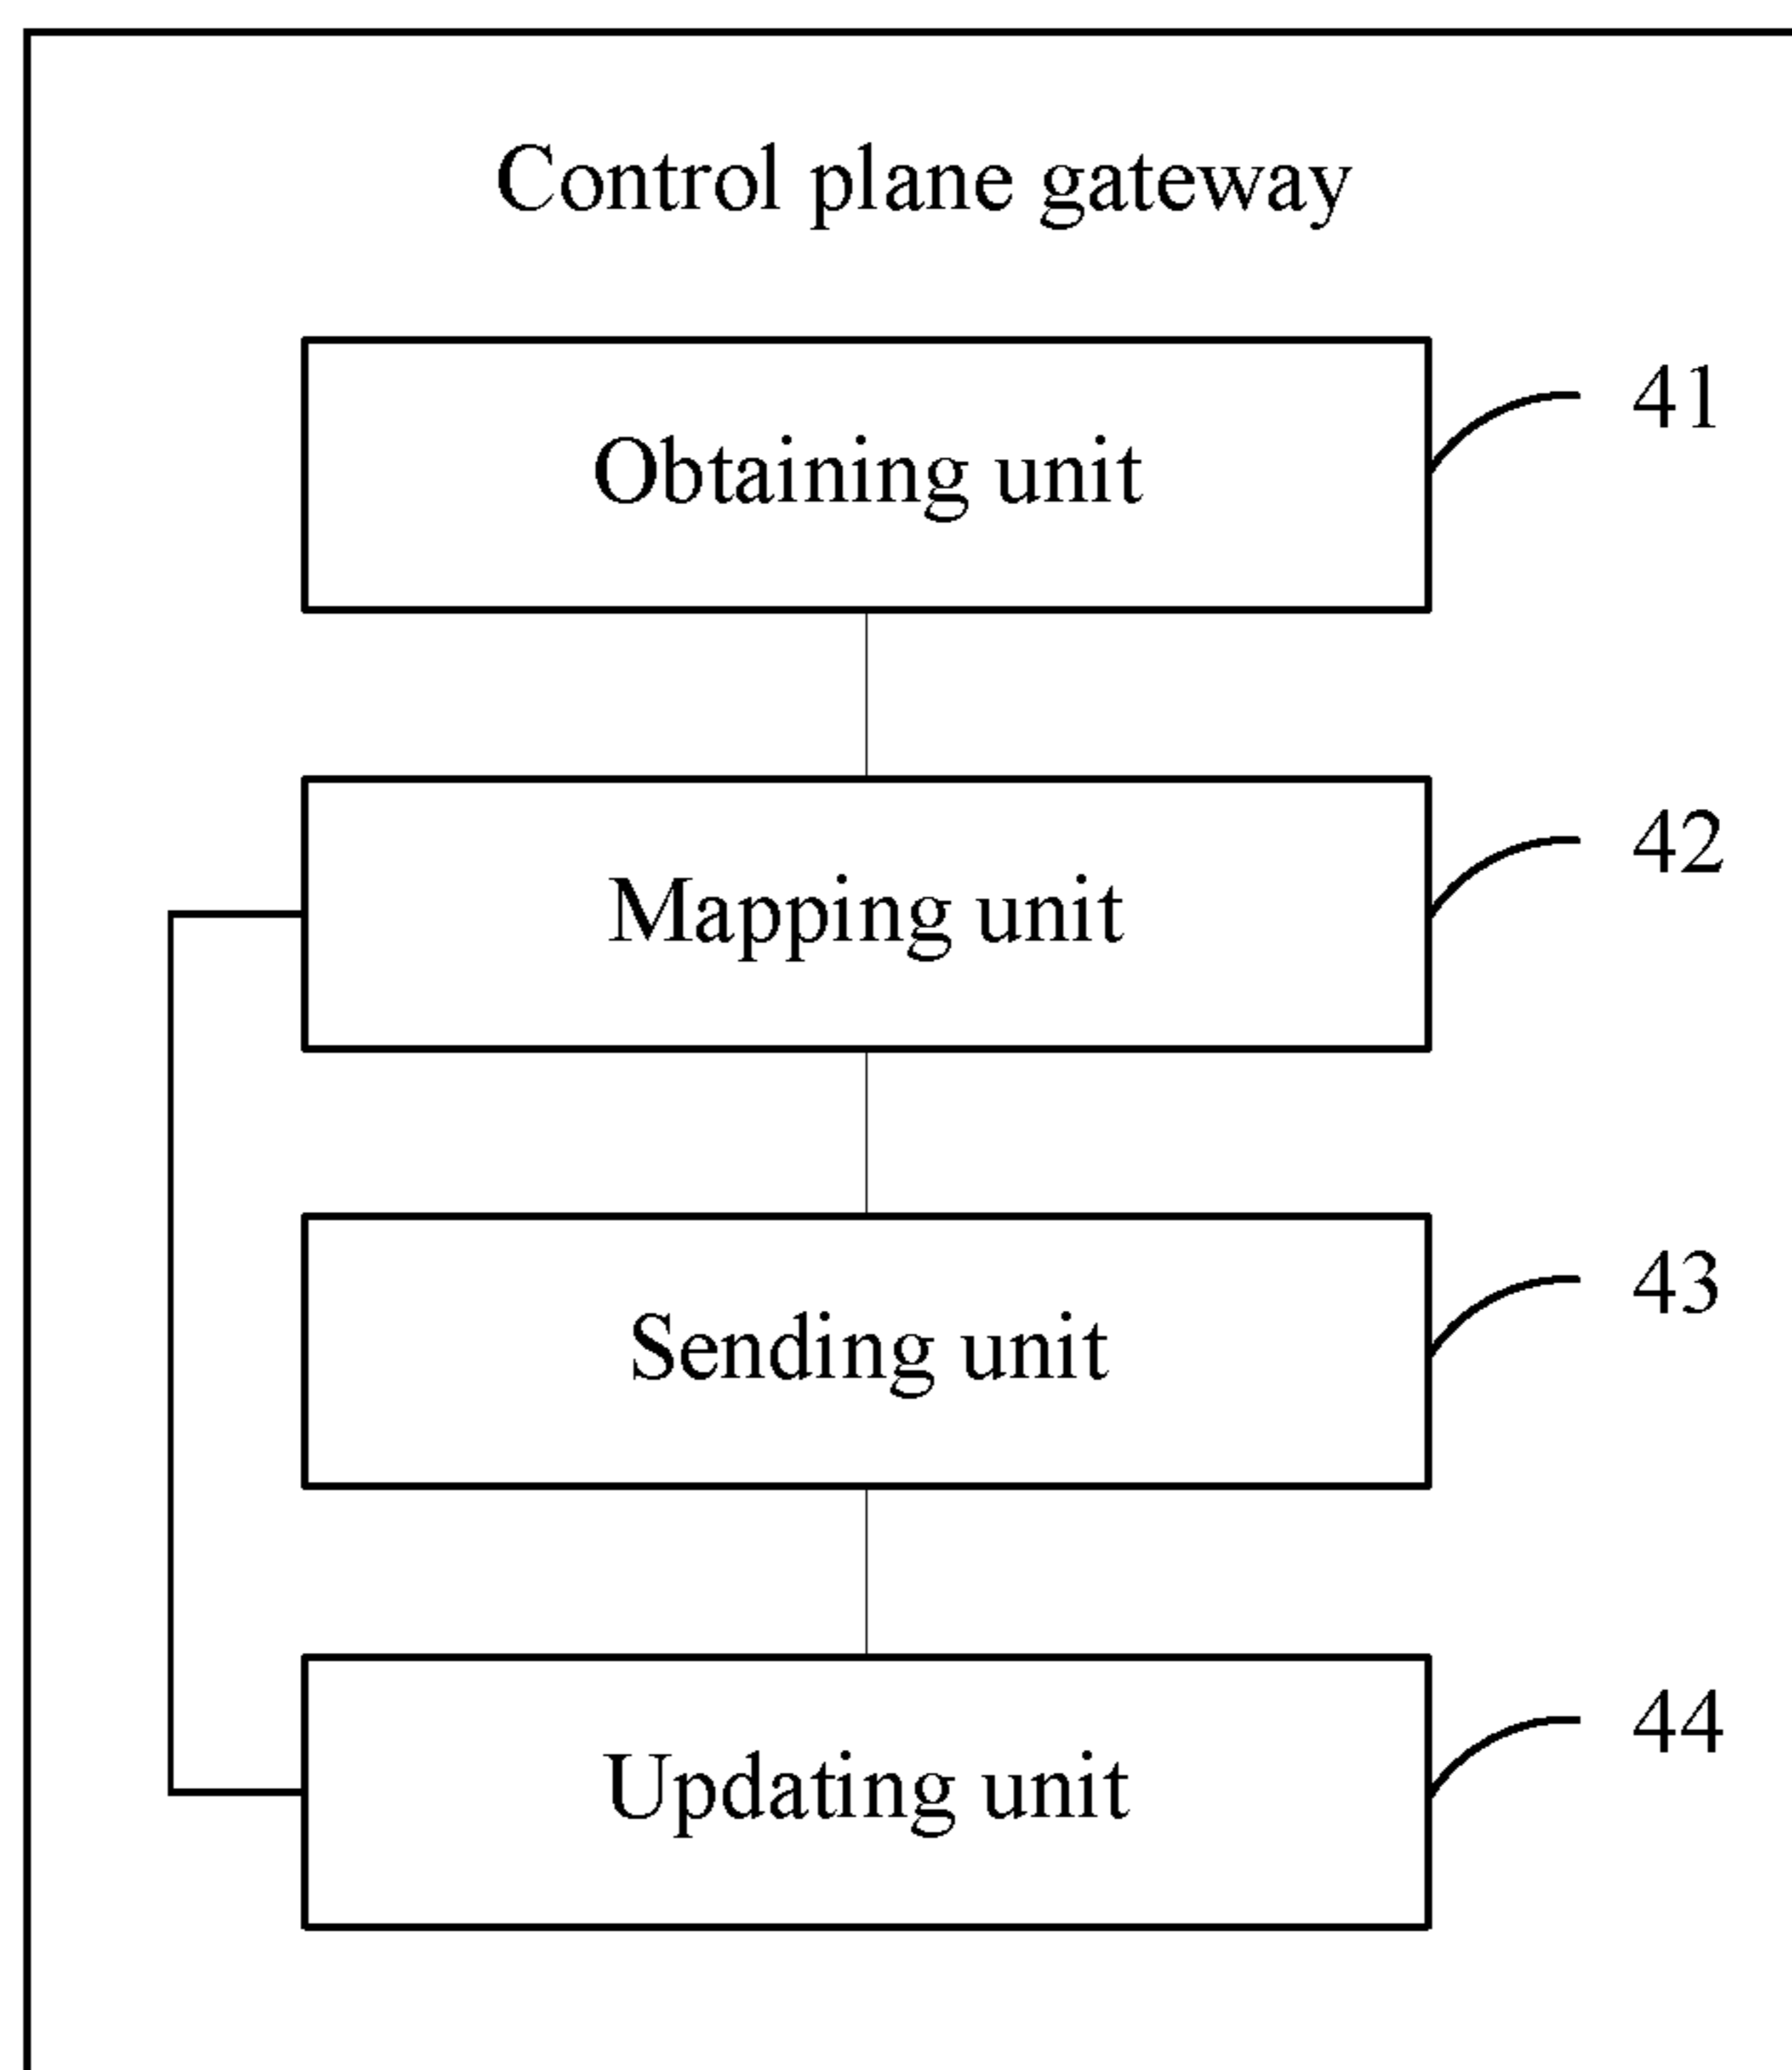 Control plane gateway
Obtaining unit
41
Mapping unit
42
Sending unit
43
Updating unit
44